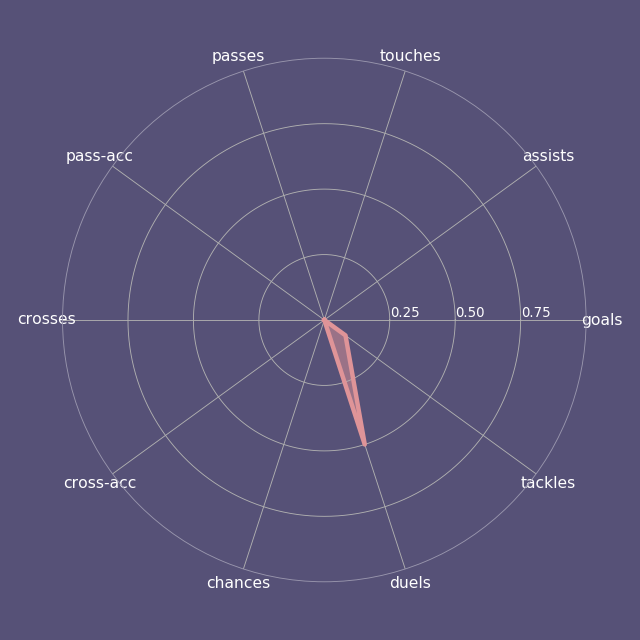 passes
touches
pass-acc
assists
0.25
0.50
0.75
crosses
goals
cross-acc
tackles
chances
duels